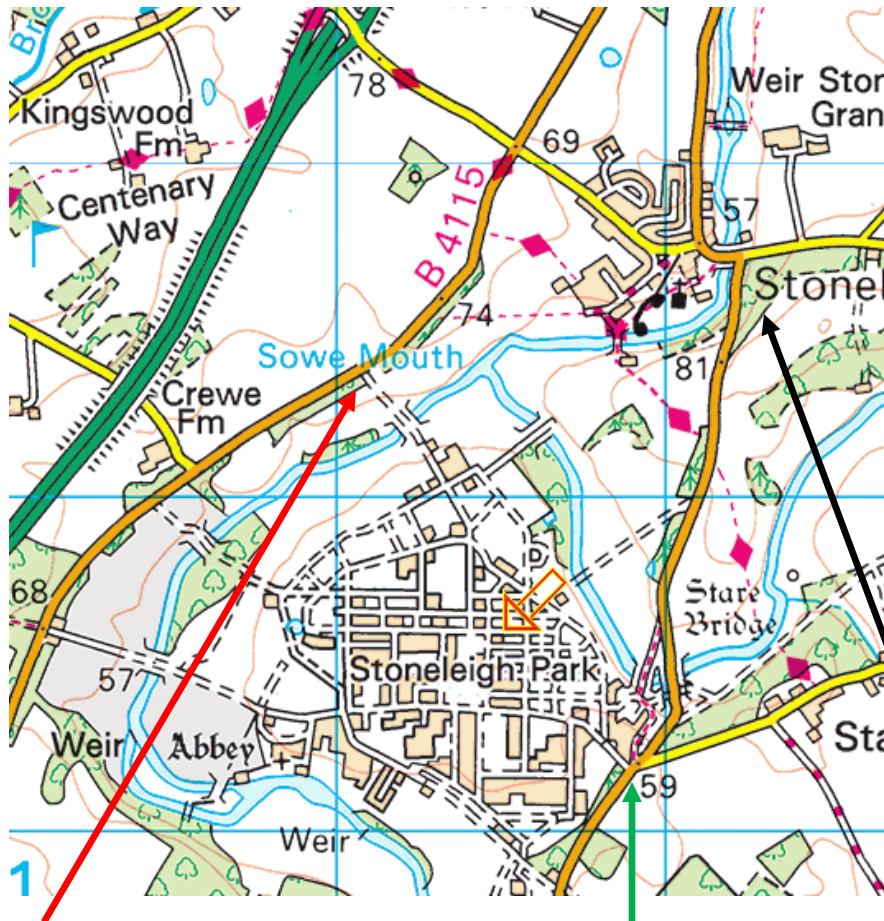 Br
78
Kingswood
Fm
Weir Stor
Gran
69
Centenary
Way
B 4115
57
Stonel
74
Sowe Mouth
81
Crewe
Fm
P
68
Stare
Bridge
57
Stoneleigh Park
Weir
Abbey
Sta
59
Weir
1